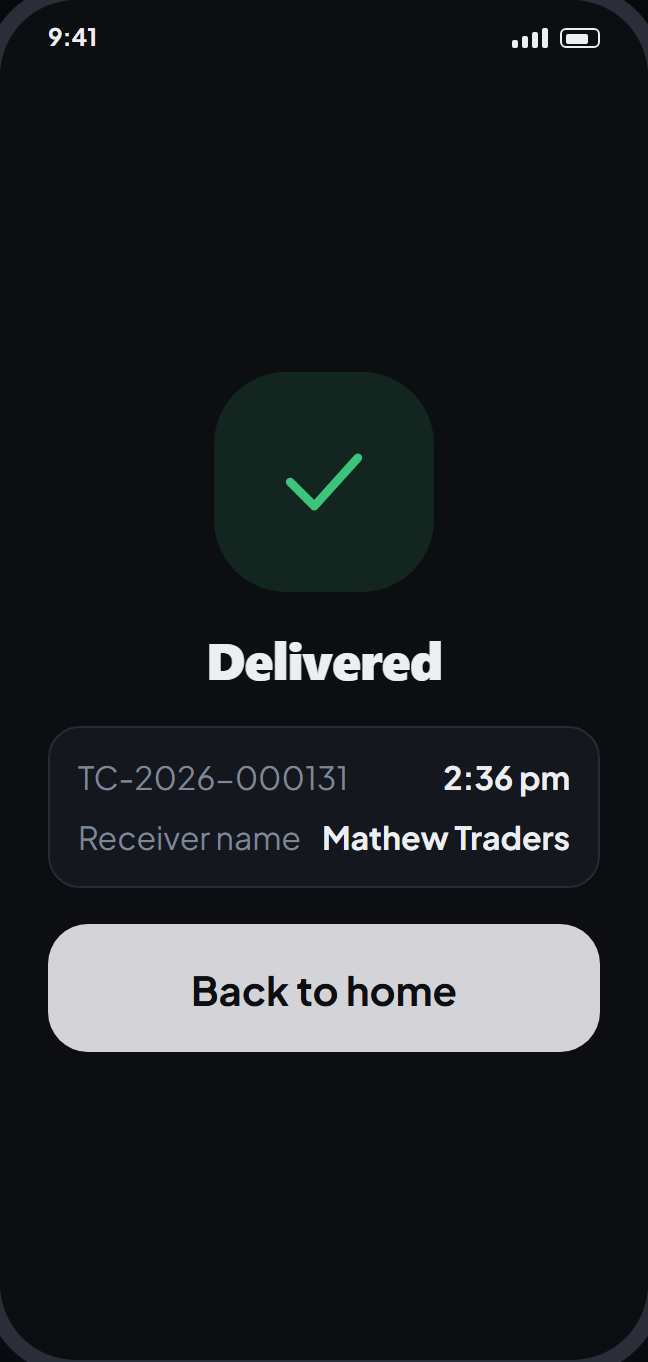 9:41
Delivered
TC-2026-000131 2:36 pm
Receiver name Mathew Traders
Back to home